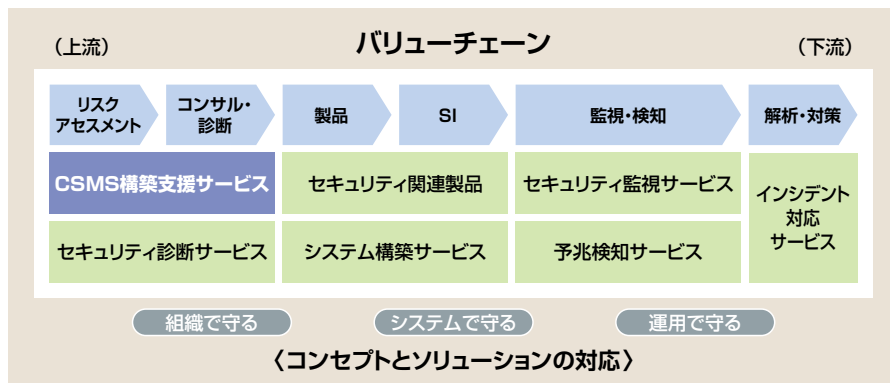 （上流）
バリューチェーン
（下流）
リスク
アセスメント
コンサル・
診断
製品
SI
監視・検知
解析・対策
CSMS構築支援サービス
セキュリティ関連製品
セキュリティ監視サービス
インシデント
対応
サービス
セキュリティ診断サービス
システム構築サービス
予兆検知サービス
組織で守る
システムで守る
運用で守る
〈コンセプトとソリューションの対応〉